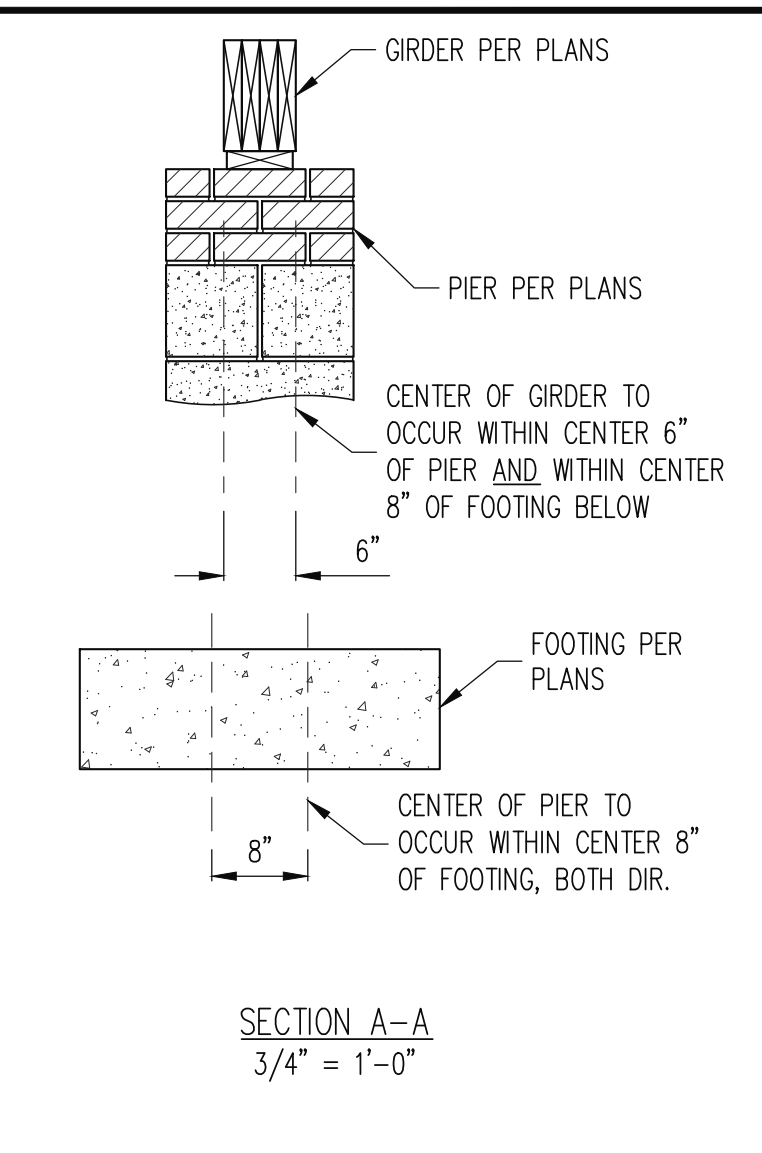 GIRDER PER PLANS
PIER PER PLANS
CENTER OF GIRDER TO
OCCUR WITHIN CENTER 6”
OF PIER AND WITHIN CENTER
8” OF FOOTING BELOW
6”
FOOTING PER
PLANS
CENTER OF PIER TO
OCCUR WITHIN CENTER 8”
OF FOOTING, BOTH DIR.
8”
SECTION A–A
3/4” = 1’–0”